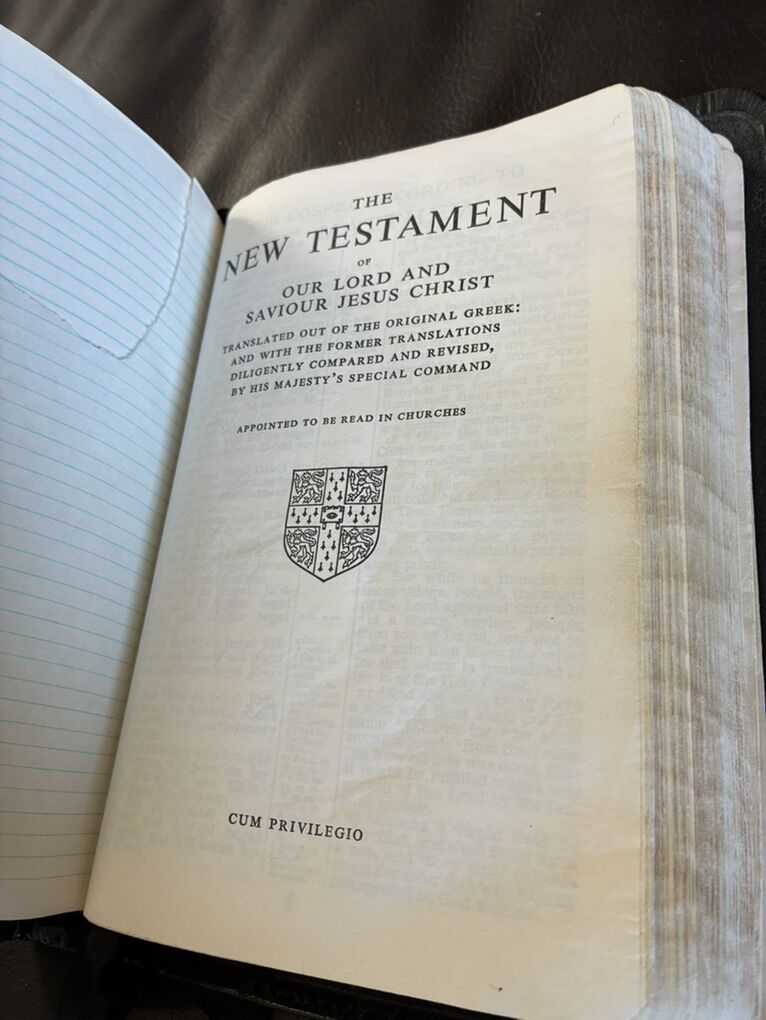 THE
NEW TESTAMENT
OF
OUR LORD AND
SAVIOUR JESUS CHRIST
TRANSLATED OUT OF THE ORIGINAL GREEK:
AND WITH THE FORMER TRANSLATIONS
DILIGENTLY COMPARED AND REVISED,
BY HIS MAJESTY'S SPECIAL COMMAND
APPOINTED TO BE READ IN CHURCHES
CUM PRIVILEGIO